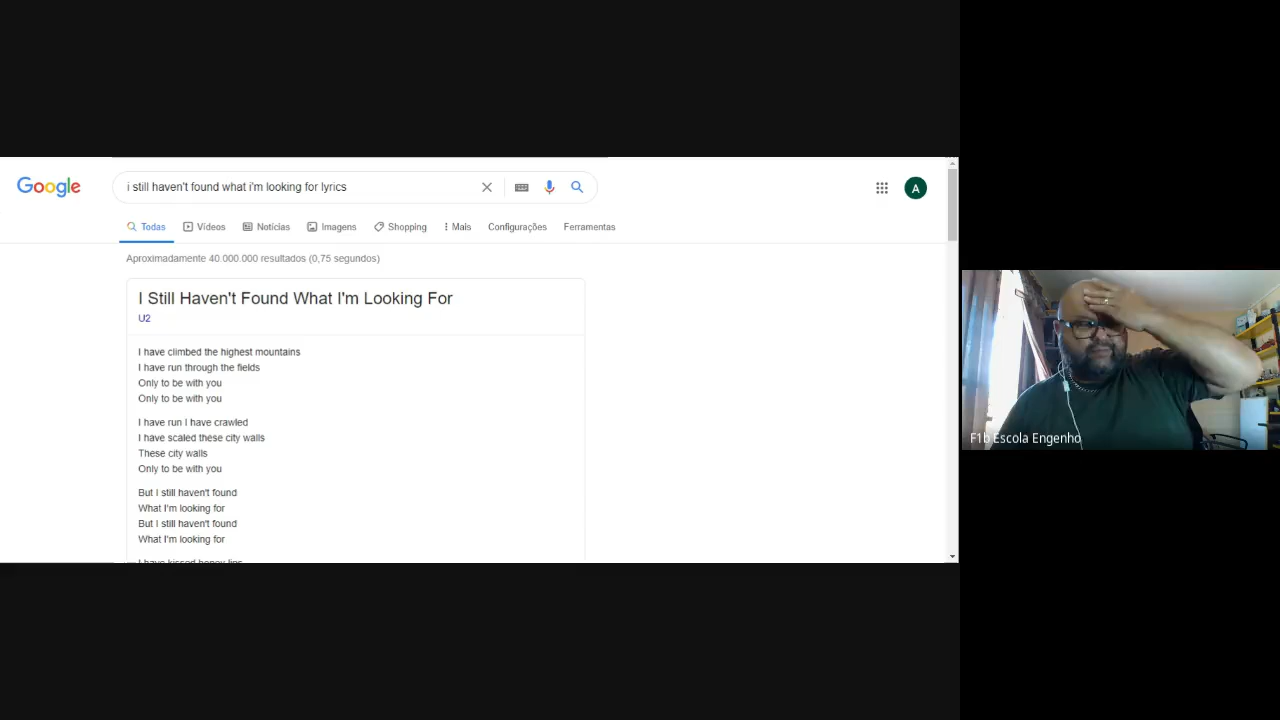 Google
i still haven't found what i'm looking for lyrics
A
Todas
Vídeos
Notícias
Imagens
Shopping
Mais
Configurações
Ferramentas
Aproximadamente 40.000.000 resultados (0,75 segundos)
I Still Haven't Found What I'm Looking For
U2
I have climbed the highest mountains
I have run through the fields
Only to be with you
Only to be with you
I have run I have crawled
I have scaled these city walls
These city walls
Only to be with you
But I still haven't found
What I'm looking for
But I still haven't found
What I'm looking for
I have kissed honey lips
F1b Escola Engenho